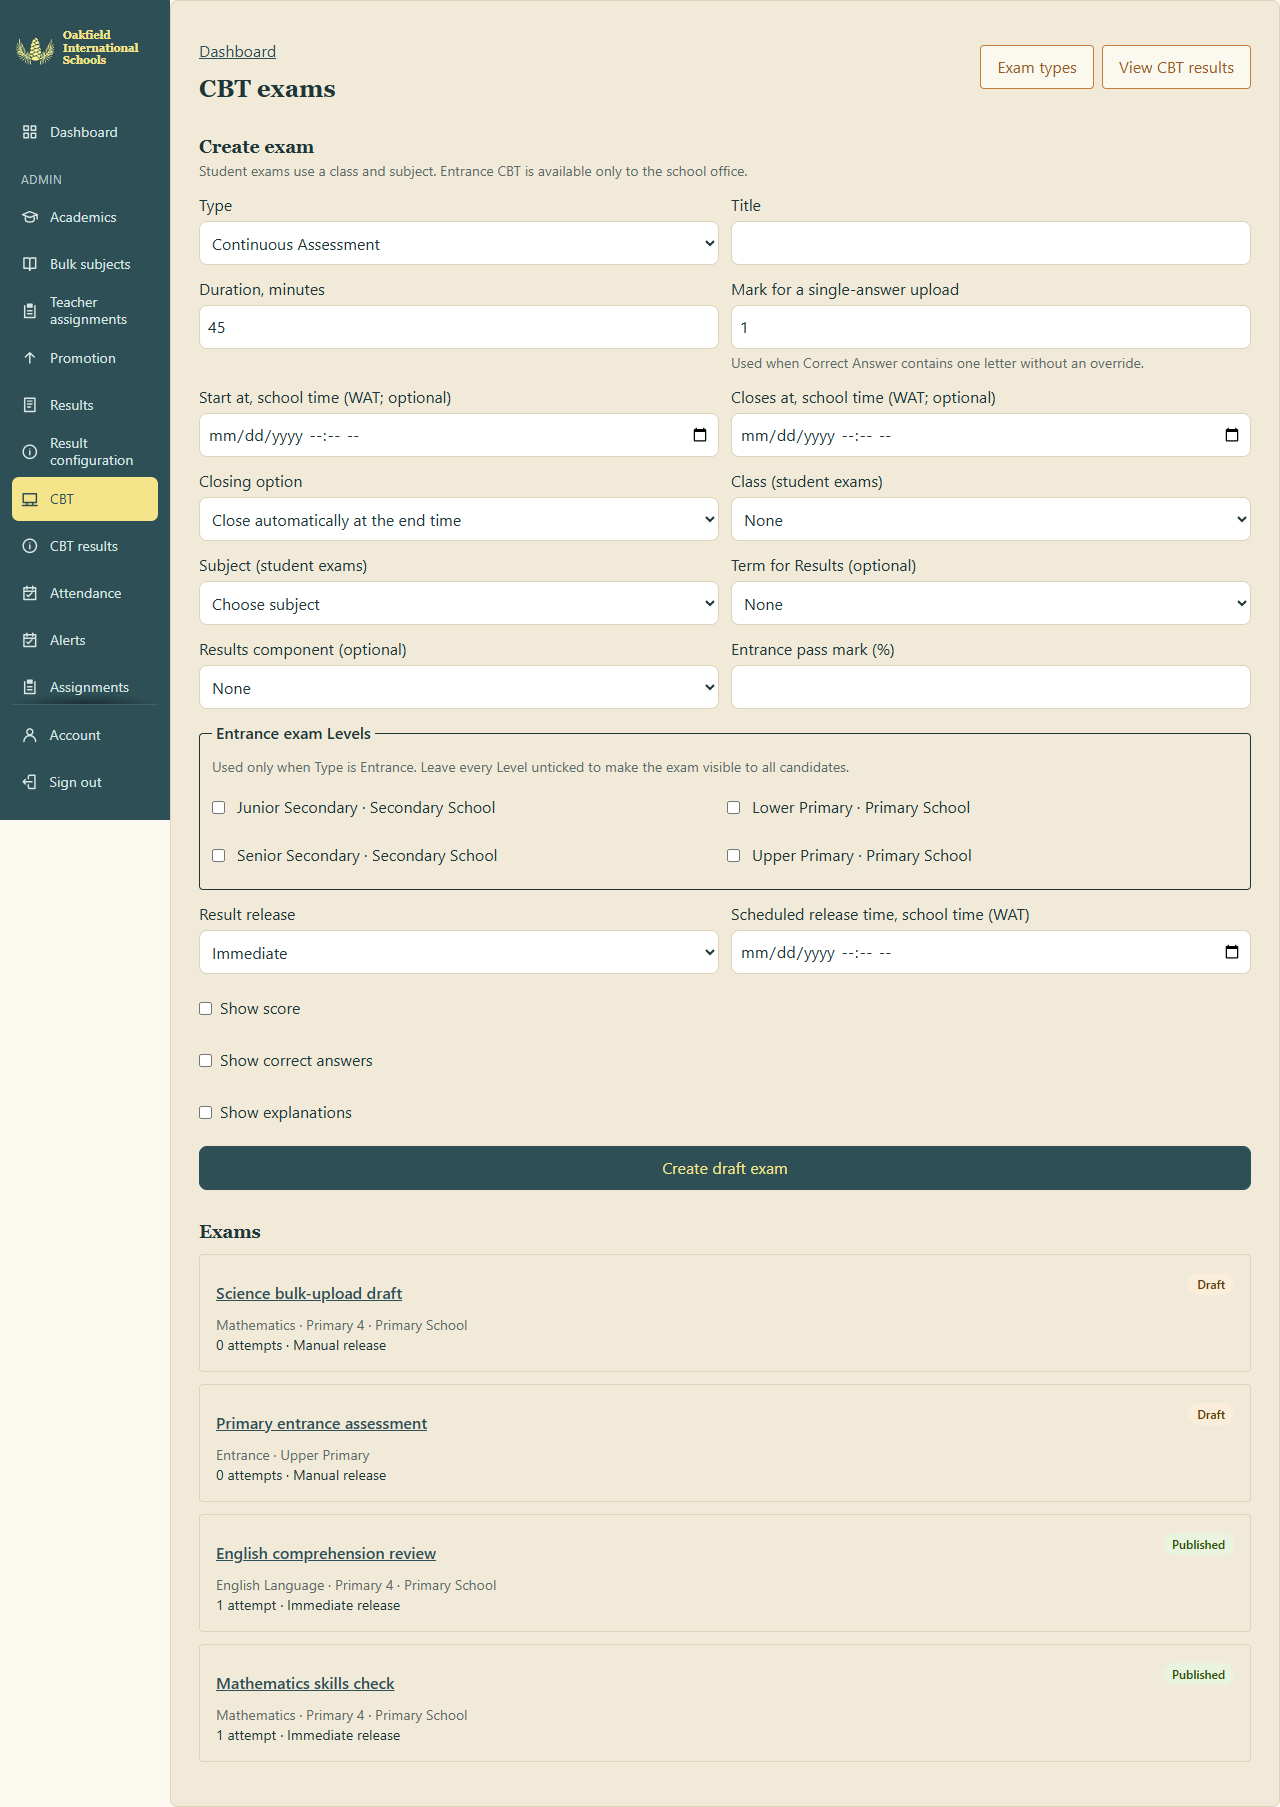 Oakfield
International
Schools
Dashboard
ADMIN
Academics
Bulk subjects
Teacher
assignments
Promotion
Results
Result
configuration
CBT
CBT results
Attendance
Alerts
Assignments
Account
Sign out
Dashboard
CBT exams
Exam types
View CBT results
Create exam
Student exams use a class and subject. Entrance CBT is available only to the school office.
Type
Title
Continuous Assessment
Duration, minutes
Mark for a single-answer upload
45
1
Used when Correct Answer contains one letter without an override.
Start at, school time (WAT; optional)
Closes at, school time (WAT; optional)
mm/dd/yyyy --:-- --
mm/dd/yyyy --:-- --
Closing option
Class (student exams)
Close automatically at the end time
None
Subject (student exams)
Term for Results (optional)
Choose subject
None
Results component (optional)
Entrance pass mark (%)
None
Entrance exam Levels
Used only when Type is Entrance. Leave every Level unticked to make the exam visible to all candidates.
Junior Secondary · Secondary School
Lower Primary · Primary School
Senior Secondary · Secondary School
Upper Primary · Primary School
Result release
Scheduled release time, school time (WAT)
Immediate
mm/dd/yyyy --:-- --
Show score
Show correct answers
Show explanations
Create draft exam
Exams
Science bulk-upload draft
Draft
Mathematics · Primary 4 · Primary School
0 attempts · Manual release
Primary entrance assessment
Draft
Entrance · Upper Primary
0 attempts · Manual release
English comprehension review
Published
English Language · Primary 4 · Primary School
1 attempt · Immediate release
Mathematics skills check
Published
Mathematics · Primary 4 · Primary School
1 attempt · Immediate release